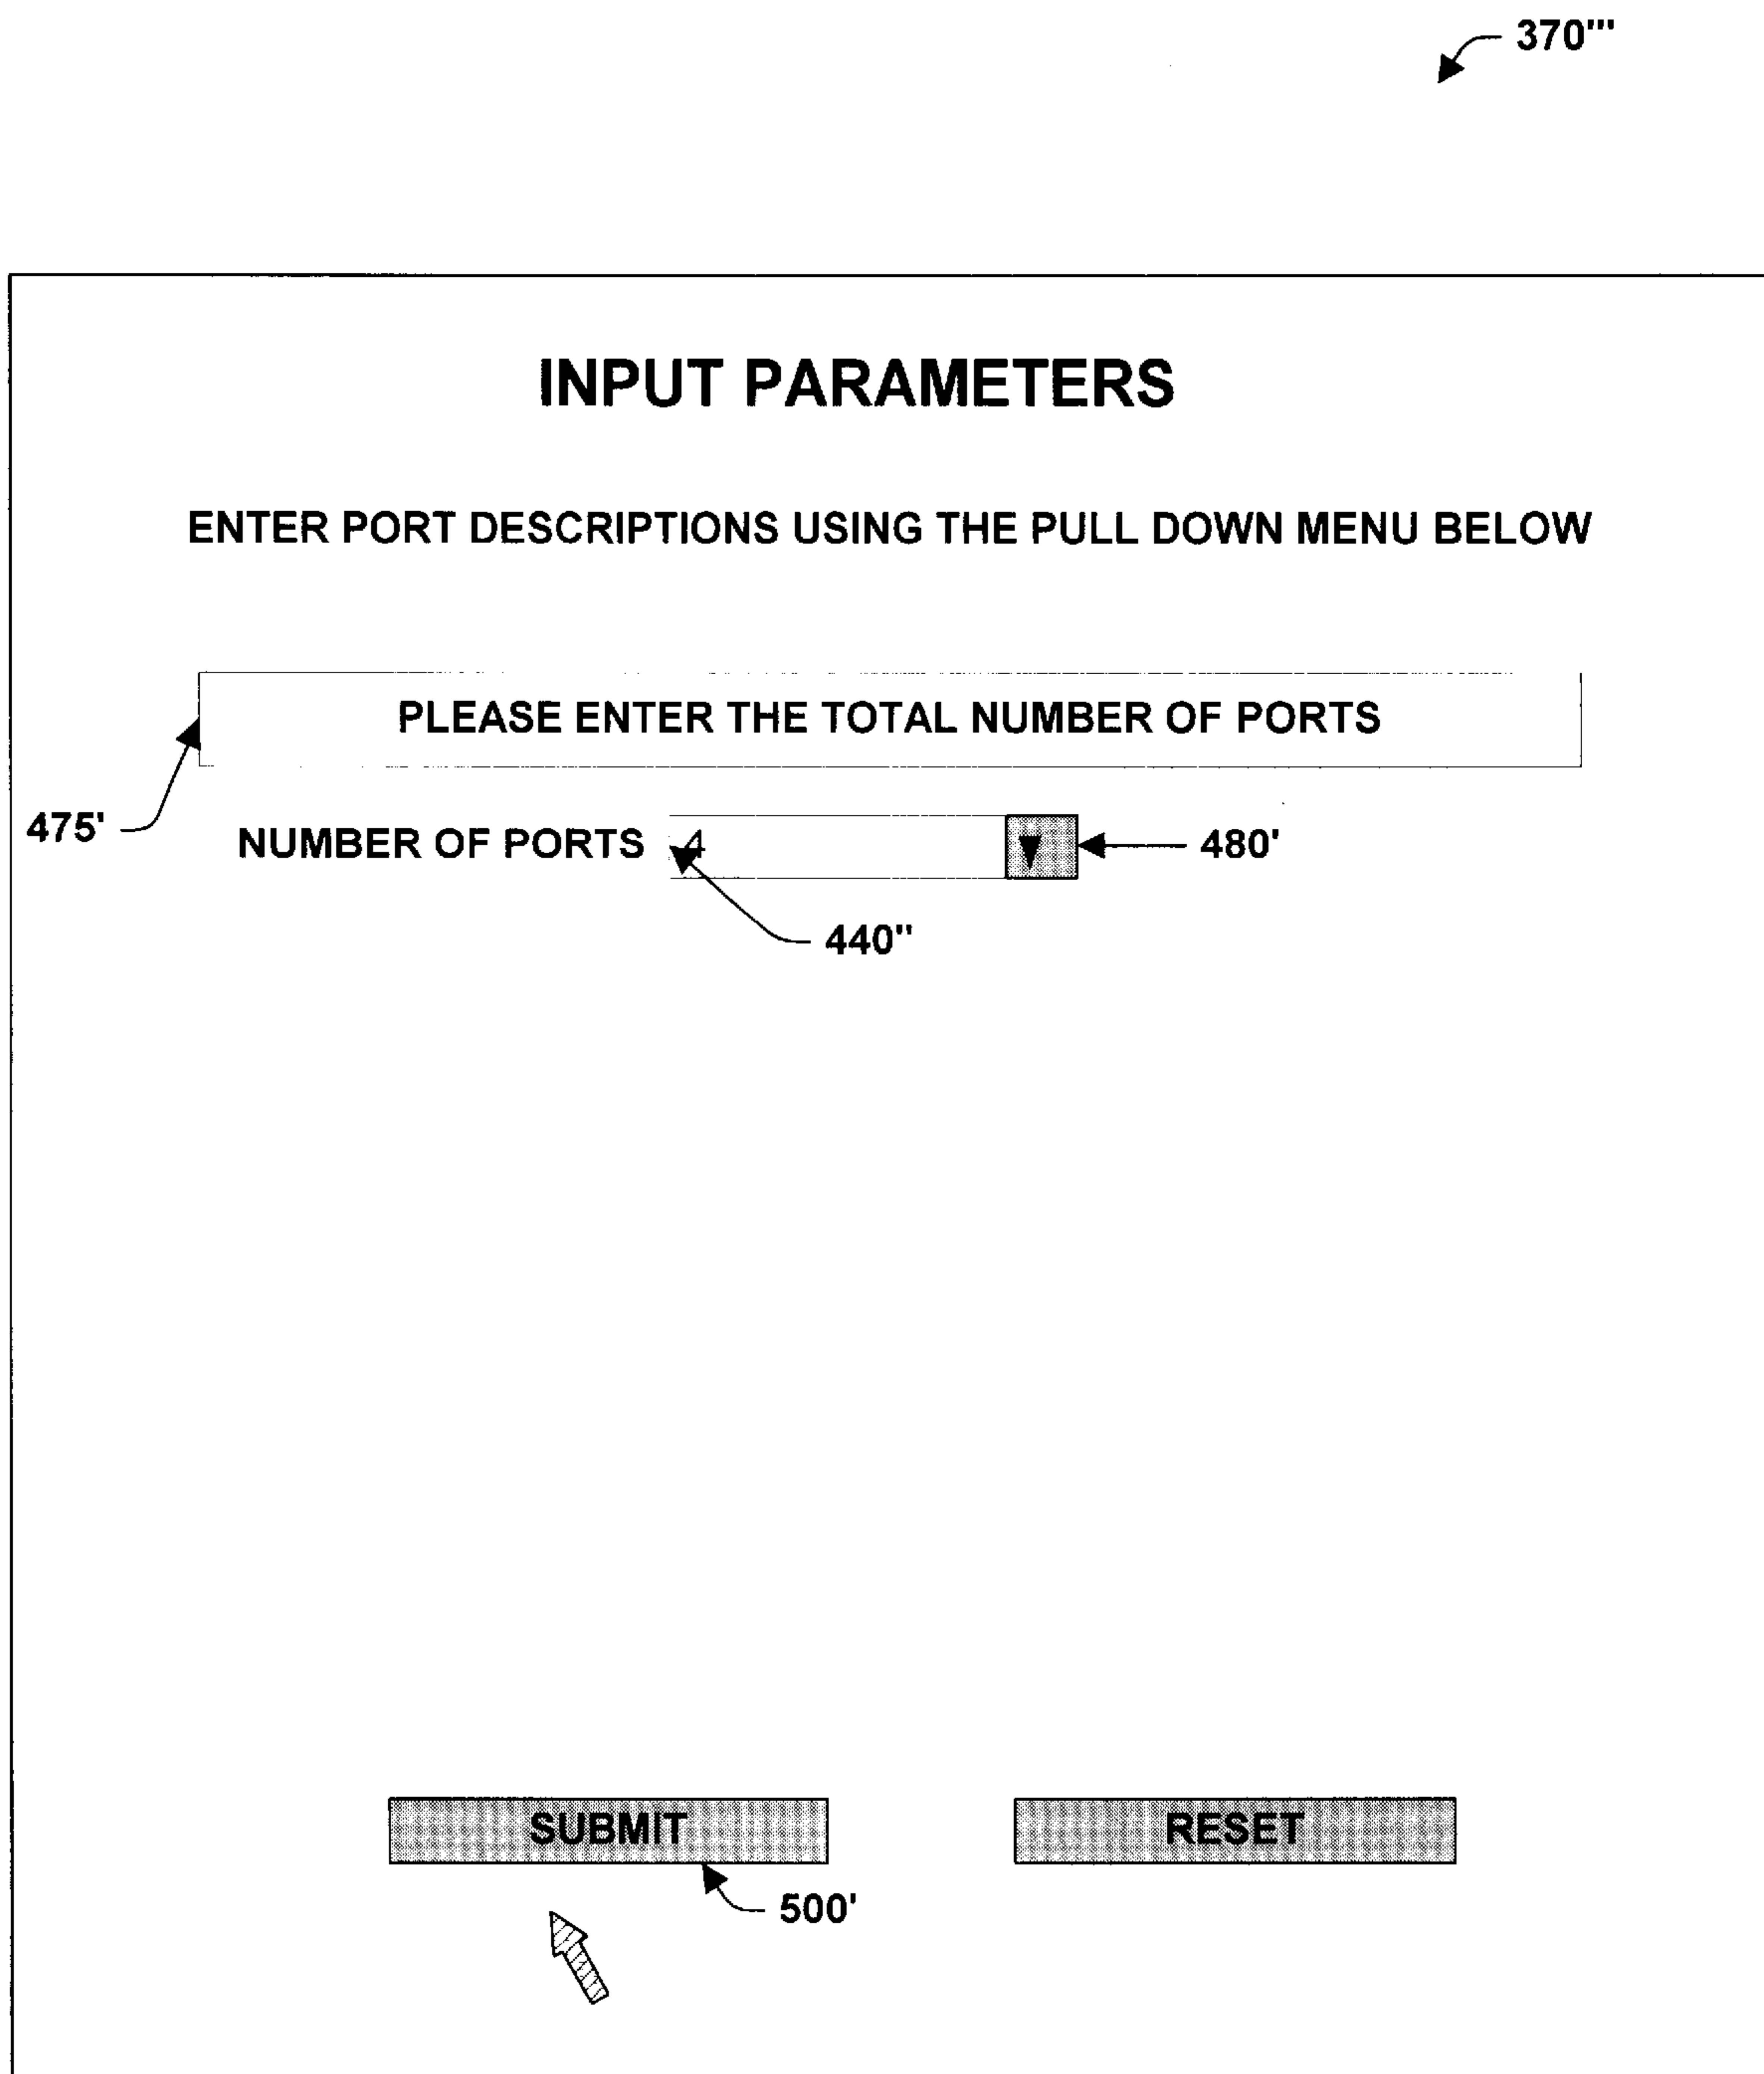 370'''
INPUT PARAMETERS
ENTER PORT DESCRIPTIONS USING THE PULL DOWN MENU BELOW
PLEASE ENTER THE TOTAL NUMBER OF PORTS
475'
NUMBER OF PORTS 4 480'
440''
SUBMIT RESET
500'